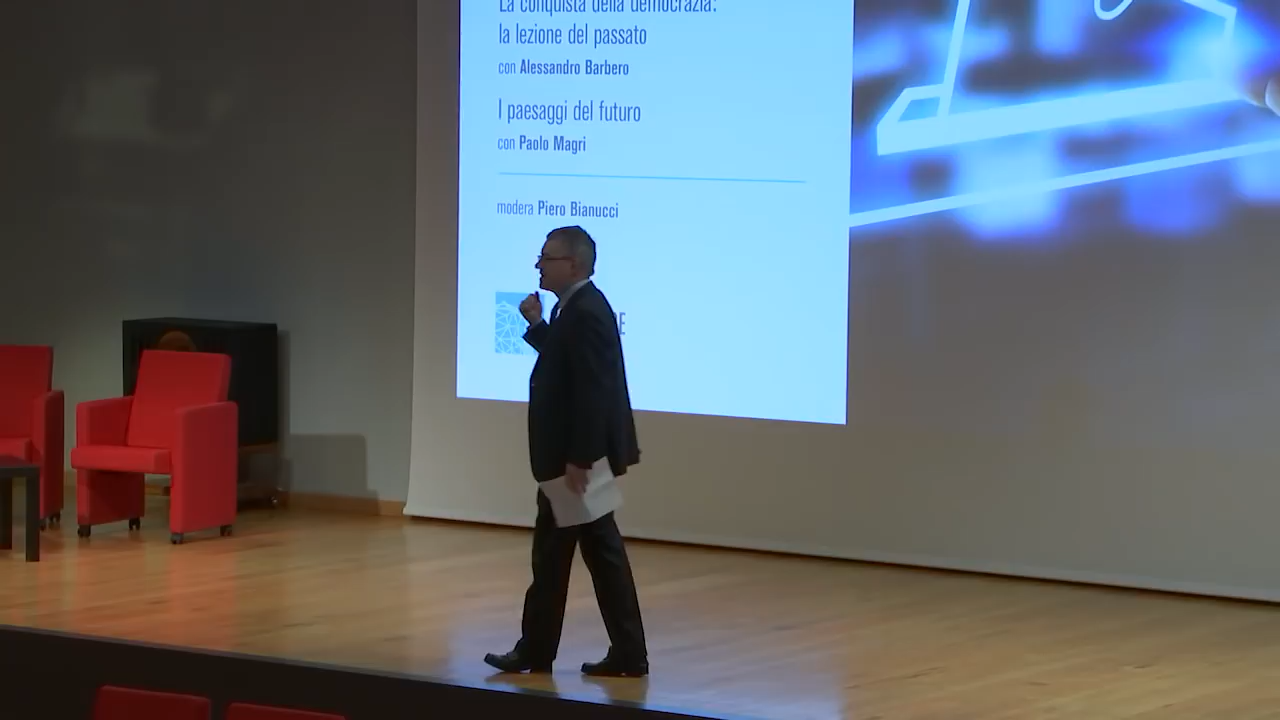 La conquista della democrazia:
la lezione del passato
con Alessandro Barbero
I paesaggi del futuro
con Paolo Magri
modera Piero Bianucci